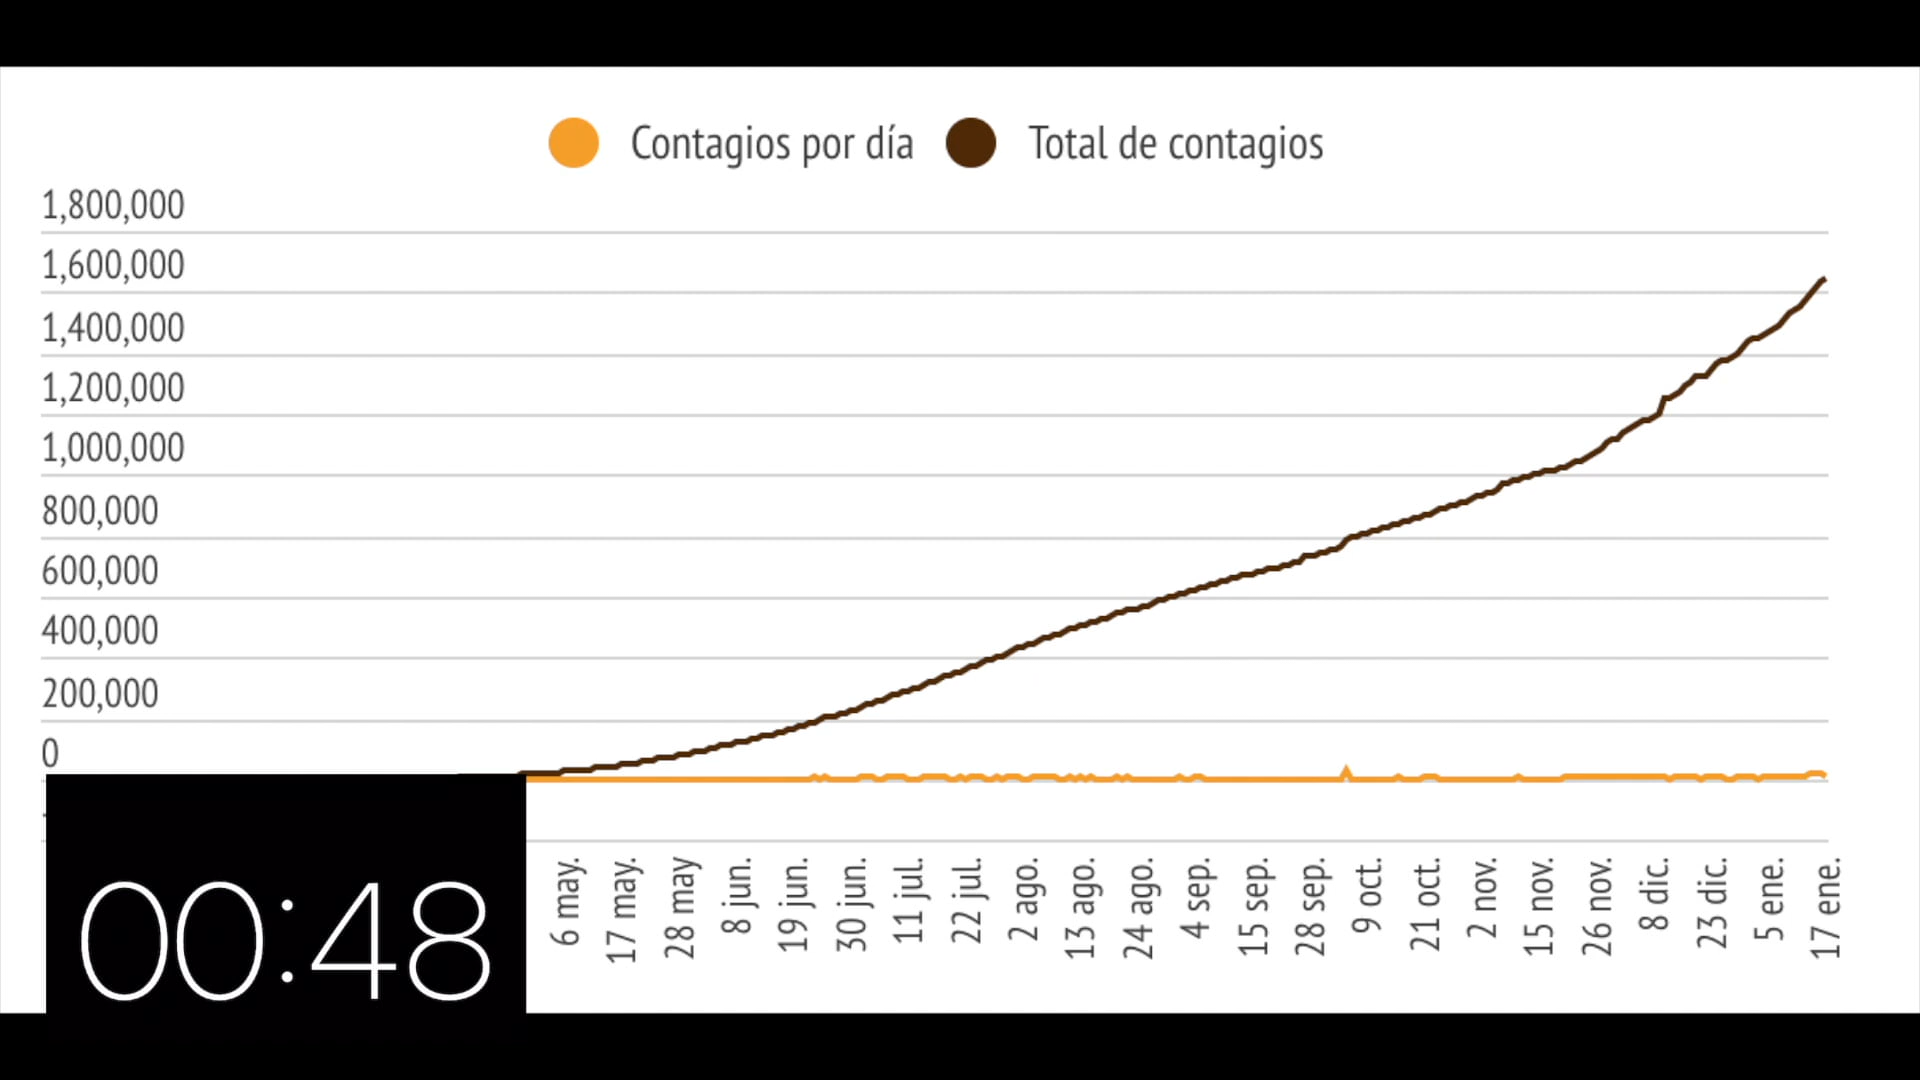 Contagios por día Total de contagios
1,800,000
1,600,000
1,400,000
1,200,000
1,000,000
800,000
600,000
400,000
200,000
0
00:48
6 may.
17 may.
28 may
8 jun.
19 jun.
30 jun.
11 jul.
22 jul.
2 ago.
13 ago.
24 ago.
4 sep.
15 sep.
28 sep.
9 oct.
21 oct.
2 nov.
15 nov.
26 nov.
8 dic.
23 dic.
5 ene.
17 ene.